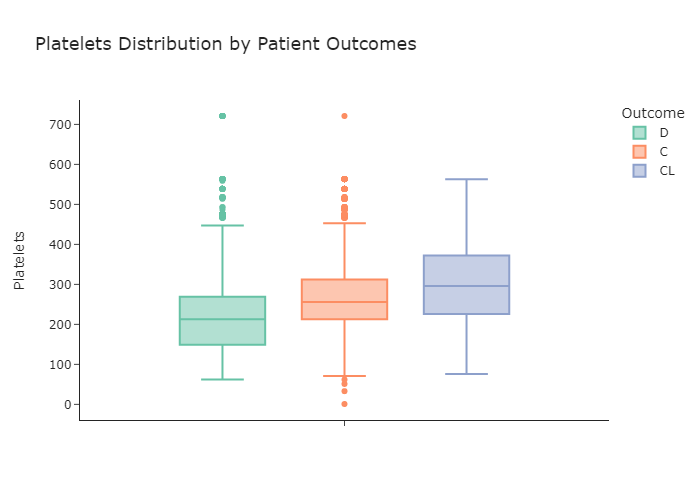 Platelets Distribution by Patient Outcomes
Outcome
D
C
CL
700
600
500
400
300
200
100
0
Platelets